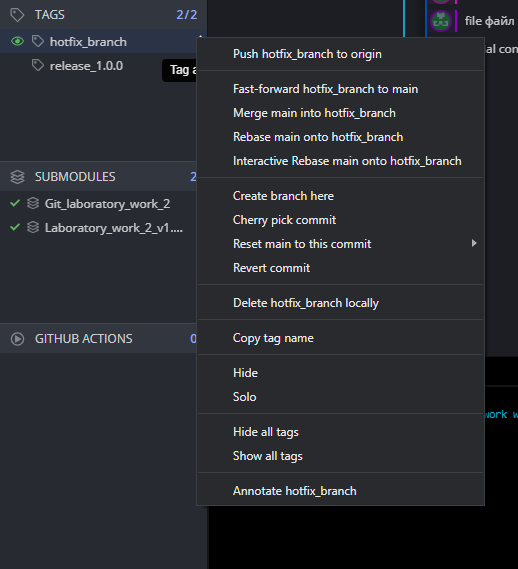 TAGS 2/2
hotfix_branch
release_1.0.0
Tag a
SUBMODULES 2
Git_laboratory_work_2
Laboratory_work_2_v1....
GITHUB ACTIONS 0
Push hotfix_branch to origin
Fast-forward hotfix_branch to main
Merge main into hotfix_branch
Rebase main onto hotfix_branch
Interactive Rebase main onto hotfix_branch
Create branch here
Cherry pick commit
Reset main to this commit
Revert commit
Delete hotfix_branch locally
Copy tag name
Hide
Solo
Hide all tags
Show all tags
Annotate hotfix_branch
file файл
ial con
work w